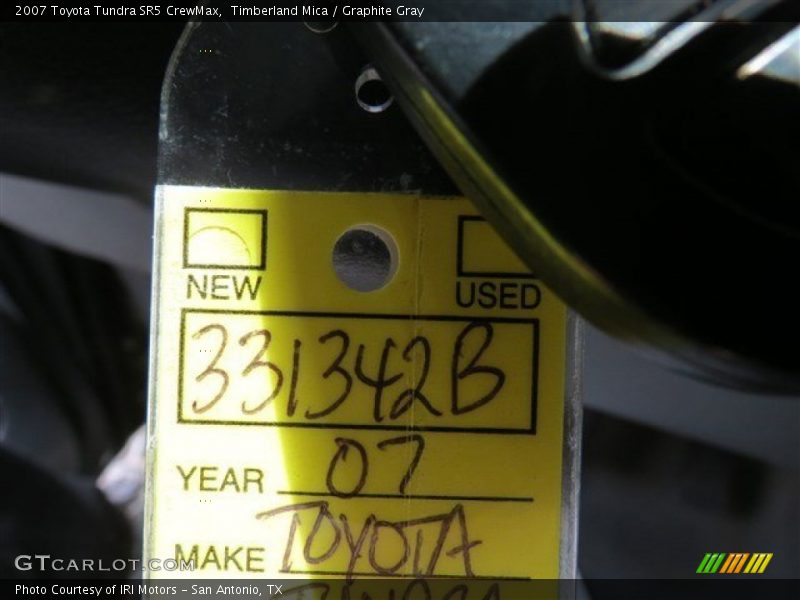 2007 Toyota Tundra SR5 CrewMax, Timberland Mica / Graphite Gray
NEW USED
331342B
YEAR 07
MAKE TOYOTA
GTCARLOT.COM
Photo Courtesy of IRI Motors - San Antonio, TX